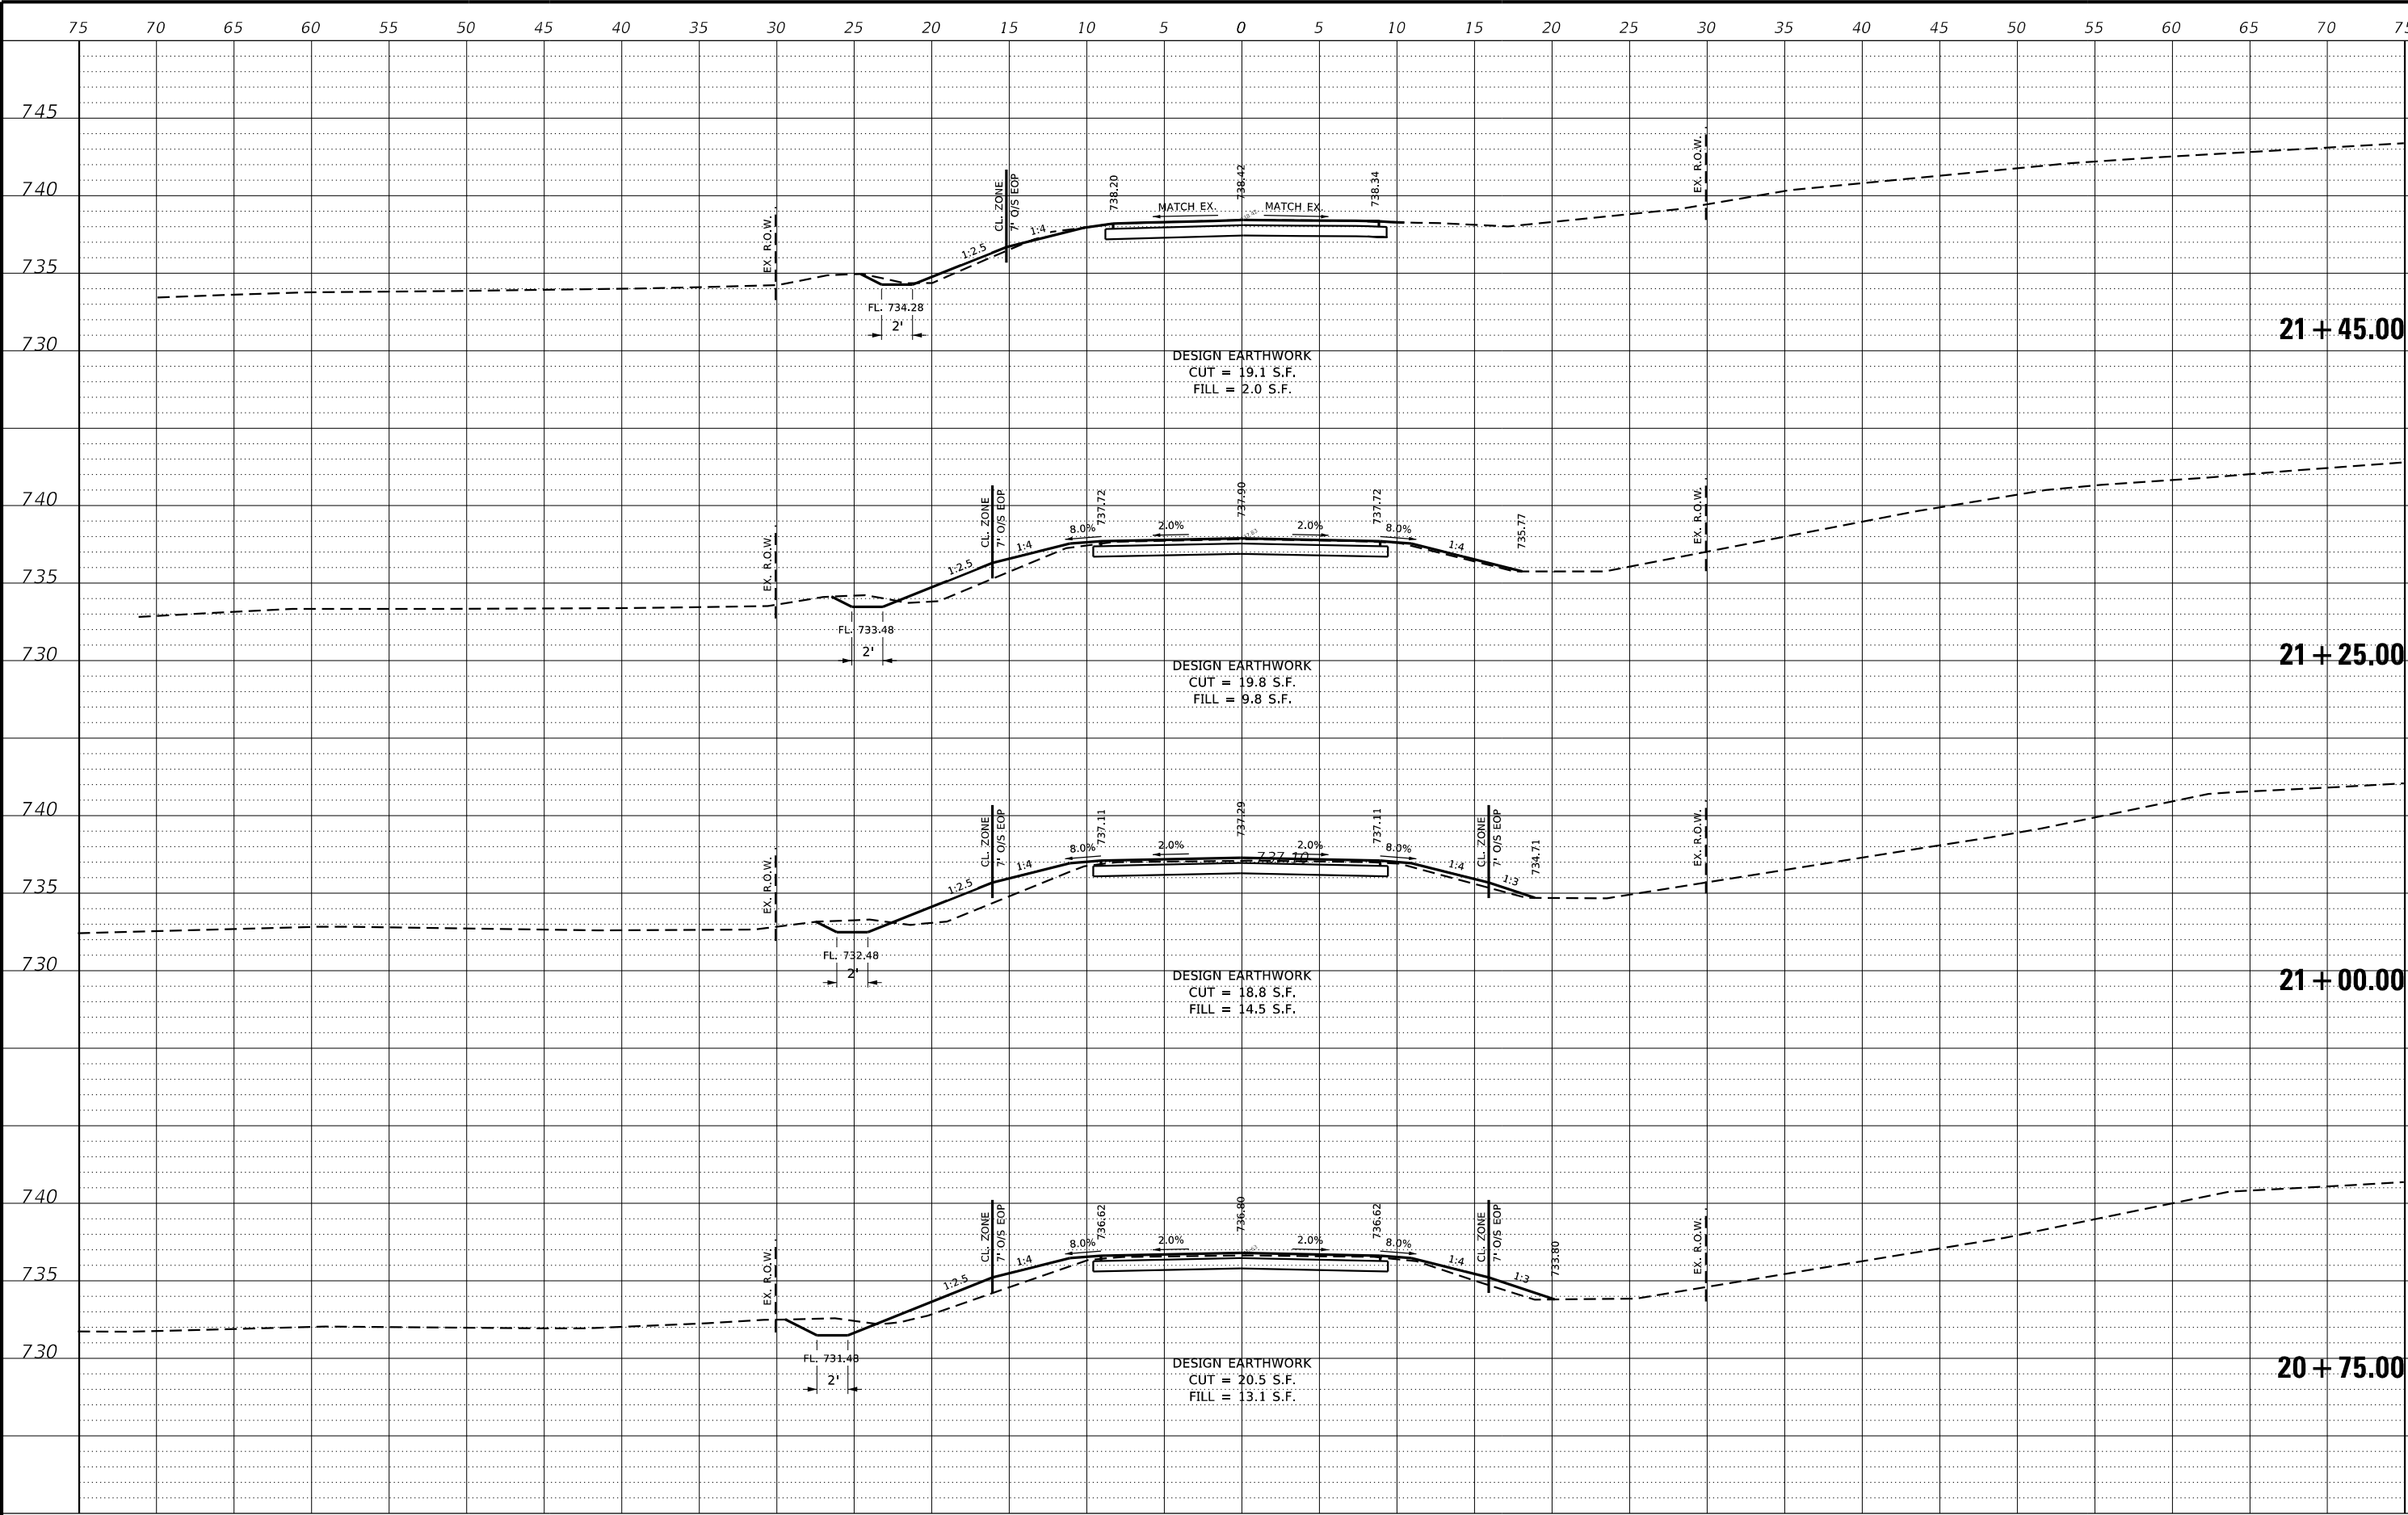 75 70 65 60 55 50 45 40 35 30 25 20 15 10 5 0 5 10 15 20 25 30 35 40 45 50 55 60 65 70 75
745
740
735
730
EX. R.O.W.
CL. ZONE
7' O/S EOP
1:2.5
1:4
738.20
MATCH EX.
738.42
MATCH EX.
738.34
EX. R.O.W.
FL. 734.28
2'
21+45.00
DESIGN EARTHWORK
CUT = 19.1 S.F.
FILL = 2.0 S.F.
740
735
730
EX. R.O.W.
CL. ZONE
7' O/S EOP
1:2.5
1:4
8.0%
737.72
2.0%
737.90
2.0%
737.72
8.0%
1:4
735.77
EX. R.O.W.
FL. 733.48
2'
21+25.00
DESIGN EARTHWORK
CUT = 19.8 S.F.
FILL = 9.8 S.F.
740
735
730
EX. R.O.W.
CL. ZONE
7' O/S EOP
1:2.5
1:4
8.0%
737.11
2.0%
737.29
2.0%
737.10
737.11
8.0%
1:4
CL. ZONE
7' O/S EOP
1:3
734.71
EX. R.O.W.
FL. 732.48
2'
21+00.00
DESIGN EARTHWORK
CUT = 18.8 S.F.
FILL = 14.5 S.F.
740
735
730
EX. R.O.W.
CL. ZONE
7' O/S EOP
1:2.5
1:4
8.0%
736.62
2.0%
736.80
2.0%
736.62
8.0%
1:4
CL. ZONE
7' O/S EOP
1:3
733.80
EX. R.O.W.
FL. 731.48
2'
20+75.00
DESIGN EARTHWORK
CUT = 20.5 S.F.
FILL = 13.1 S.F.